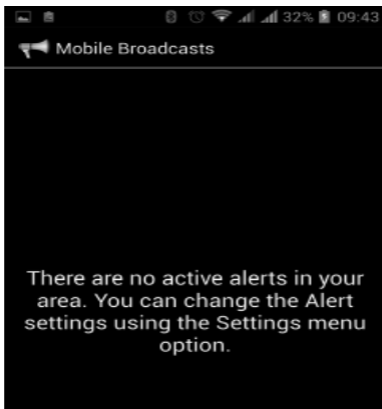 32% 09:43
Mobile Broadcasts
There are no active alerts in your
area. You can change the Alert
settings using the Settings menu
option.